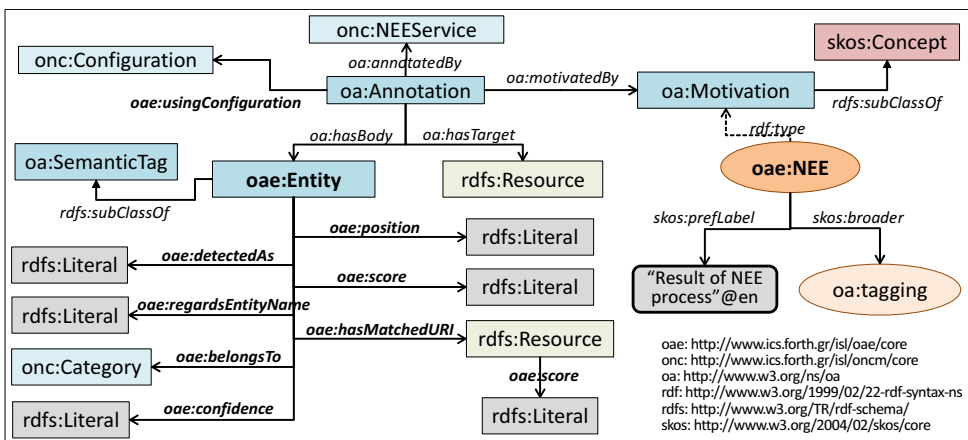 onc:NEEService
skos:Concept
onc:Configuration
oa:annotatedBy
oa:motivatedBy
oae:usingConfiguration
oa:Annotation
oa:Motivation
rdfs:subClassOf
oa:hasBody
oa:hasTarget
rdf:type
oa:SemanticTag
oae:Entity
rdfs:Resource
oae:NEE
rdfs:subClassOf
skos:prefLabel
skos:broader
oae:position
rdfs:Literal
rdfs:Literal
oae:detectedAs
oae:score
rdfs:Literal
“Result of NEE
process”@en
oa:tagging
rdfs:Literal
oae:regardsEntityName
oae:hasMatchedURI
rdfs:Resource
onc:Category
oae:belongsTo
oae:score
rdfs:Literal
oae:confidence
rdfs:Literal
oae: http://www.ics.forth.gr/isl/oae/core
onc: http://www.ics.forth.gr/isl/oncm/core
oa: http://www.w3.org/ns/oa
rdf: http://www.w3.org/1999/02/22-rdf-syntax-ns
rdfs: http://www.w3.org/TR/rdf-schema/
skos: http://www.w3.org/2004/02/skos/core